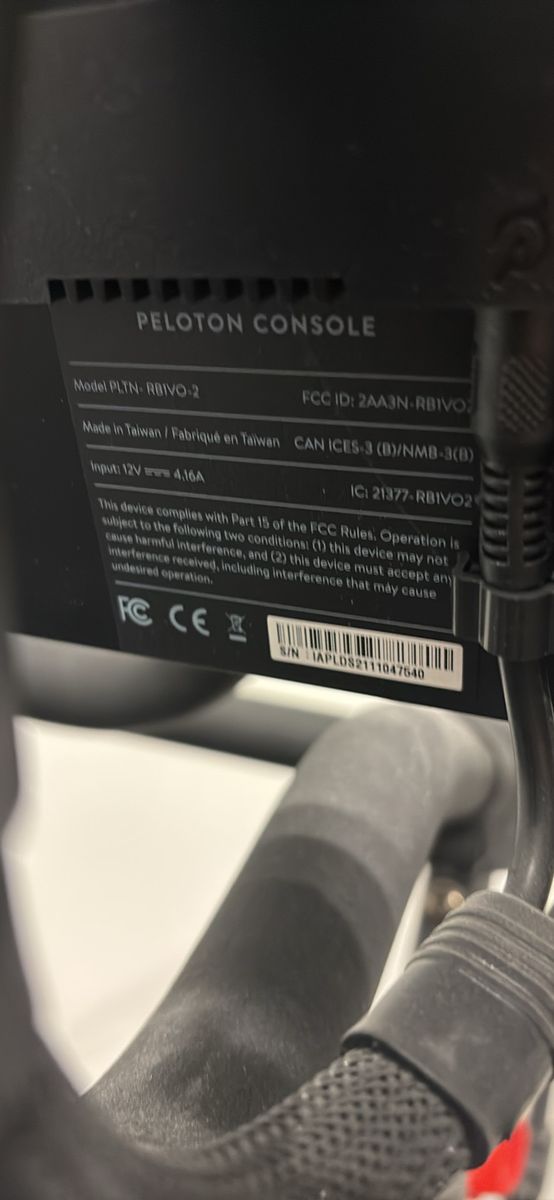 PELOTON CONSOLE
Model PLTN- RB1VO-2
FCC ID: 2AA3N-RB1VO2
Made in Taiwan / Fabriqué en Taiwan CAN ICES-3 (B)/NMB-3(B)
Input: 12V 4.16A
IC: 21377-RB1VO2
This device complies with Part 15 of the FCC Rules. Operation is
subject to the following two conditions: (1) this device may not
cause harmful interference, and (2) this device must accept any
interference received, including interference that may cause
undesired operation.
FC CE
S/N : IAPLDS2111047540